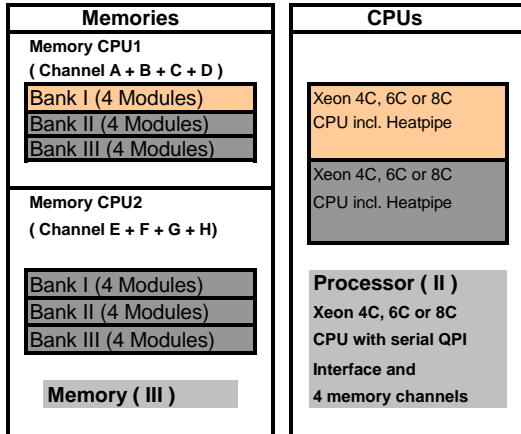 Memories
Memory CPU1
( Channel A + B + C + D )
Bank I (4 Modules)
Bank II (4 Modules)
Bank III (4 Modules)
Memory CPU2
( Channel E + F + G + H)
Bank I (4 Modules)
Bank II (4 Modules)
Bank III (4 Modules)
Memory ( III )
CPUs
Xeon 4C, 6C or 8C
CPU incl. Heatpipe
Xeon 4C, 6C or 8C
CPU incl. Heatpipe
Processor ( II )
Xeon 4C, 6C or 8C
CPU with serial QPI
Interface and
4 memory channels